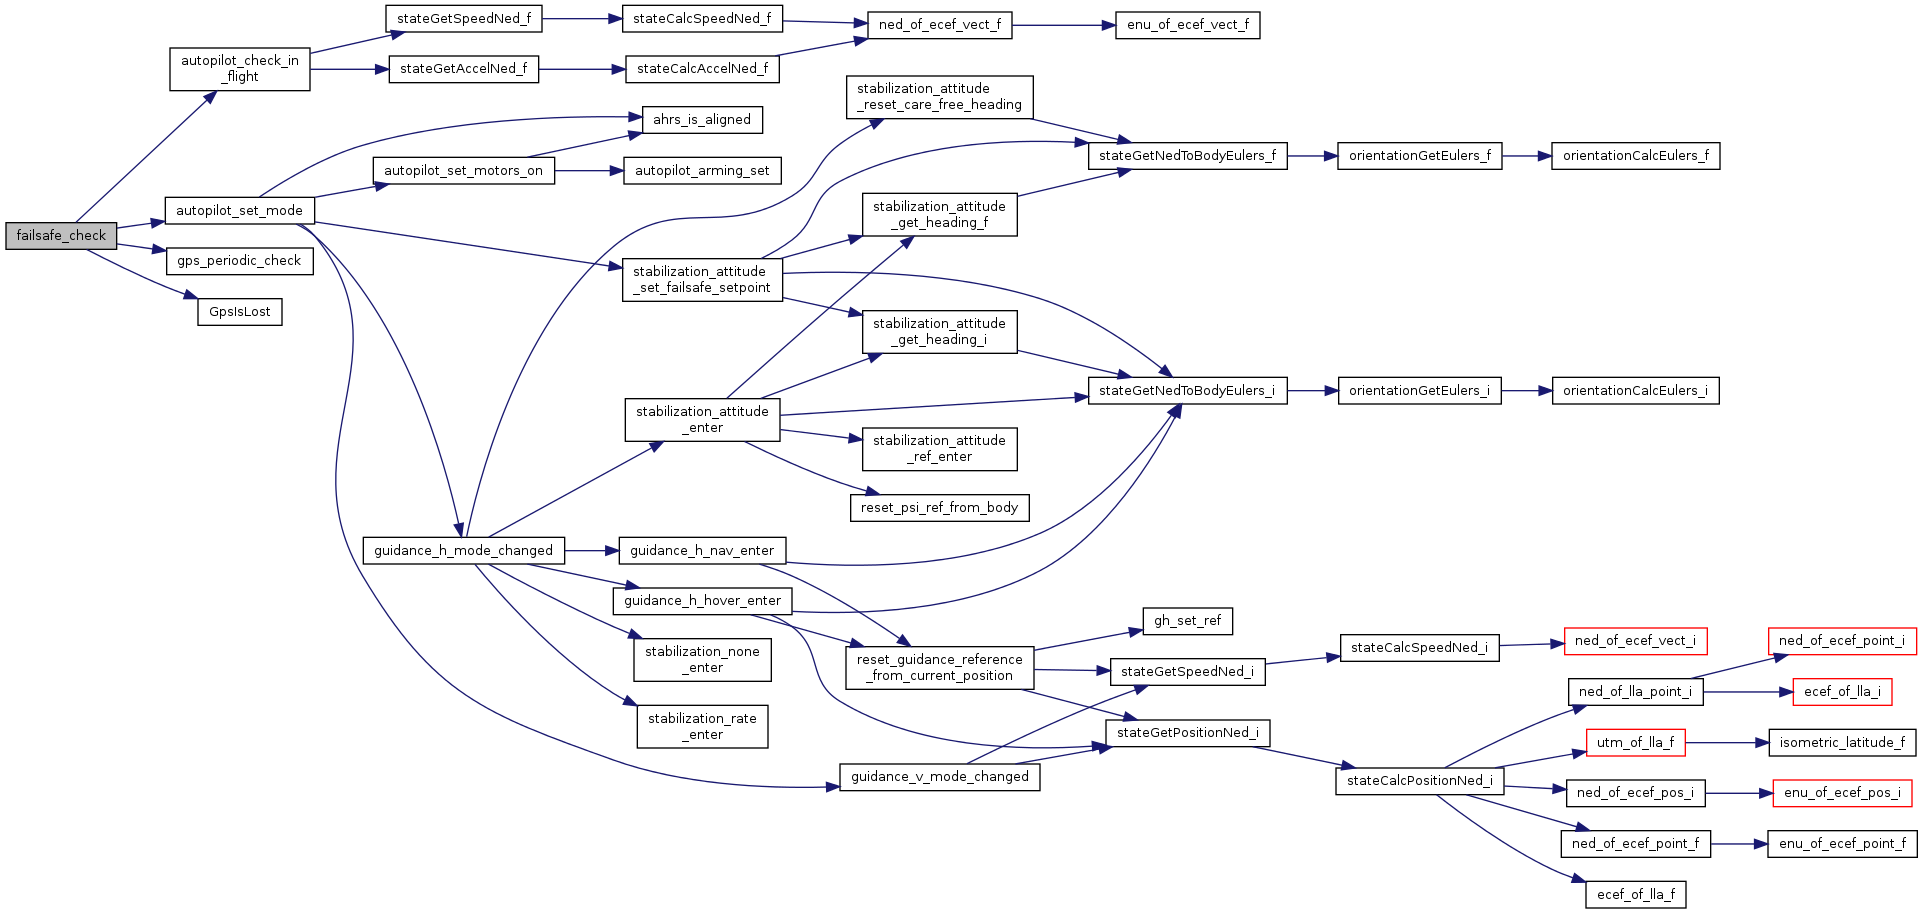 failsafe_check
autopilot_check_in
_flight
autopilot_set_mode
gps_periodic_check
GpsIsLost
stateGetSpeedNed_f
stateGetAccelNed_f
autopilot_set_motors_on
guidance_h_mode_changed
stateCalcSpeedNed_f
stateCalcAccelNed_f
ahrs_is_aligned
autopilot_arming_set
stabilization_attitude
_set_failsafe_setpoint
stabilization_attitude
_enter
guidance_h_nav_enter
guidance_h_hover_enter
stabilization_none
_enter
stabilization_rate
_enter
ned_of_ecef_vect_f
stabilization_attitude
_reset_care_free_heading
stabilization_attitude
_get_heading_f
stabilization_attitude
_get_heading_i
stabilization_attitude
_ref_enter
reset_psi_ref_from_body
reset_guidance_reference
_from_current_position
guidance_v_mode_changed
enu_of_ecef_vect_f
stateGetNedToBodyEulers_f
stateGetNedToBodyEulers_i
gh_set_ref
stateGetSpeedNed_i
stateGetPositionNed_i
orientationGetEulers_f
orientationGetEulers_i
stateCalcSpeedNed_i
stateCalcPositionNed_i
orientationCalcEulers_f
orientationCalcEulers_i
ned_of_ecef_vect_i
ned_of_lla_point_i
utm_of_lla_f
ned_of_ecef_pos_i
ned_of_ecef_point_f
ecef_of_lla_f
ned_of_ecef_point_i
ecef_of_lla_i
isometric_latitude_f
enu_of_ecef_pos_i
enu_of_ecef_point_f